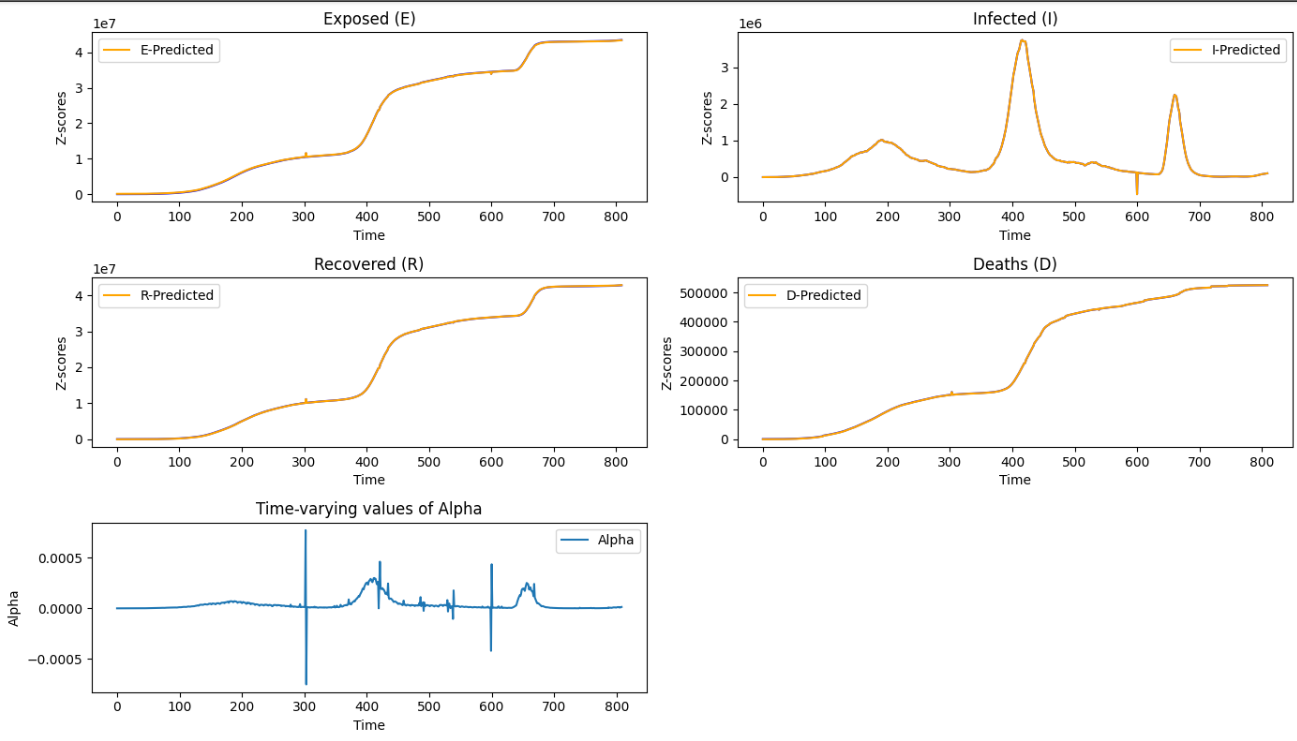 Exposed (E)
1e7
E-Predicted
4
3
2
1
0
Z-scores
0 100 200 300 400 500 600 700 800
Time
Infected (I)
1e6
I-Predicted
3
2
1
0
Z-scores
0 100 200 300 400 500 600 700 800
Time
Recovered (R)
1e7
R-Predicted
4
3
2
1
0
Z-scores
0 100 200 300 400 500 600 700 800
Time
Deaths (D)
D-Predicted
500000
400000
300000
200000
100000
0
Z-scores
0 100 200 300 400 500 600 700 800
Time
Time-varying values of Alpha
Alpha
0.0005
0.0000
−0.0005
Alpha
0 100 200 300 400 500 600 700 800
Time